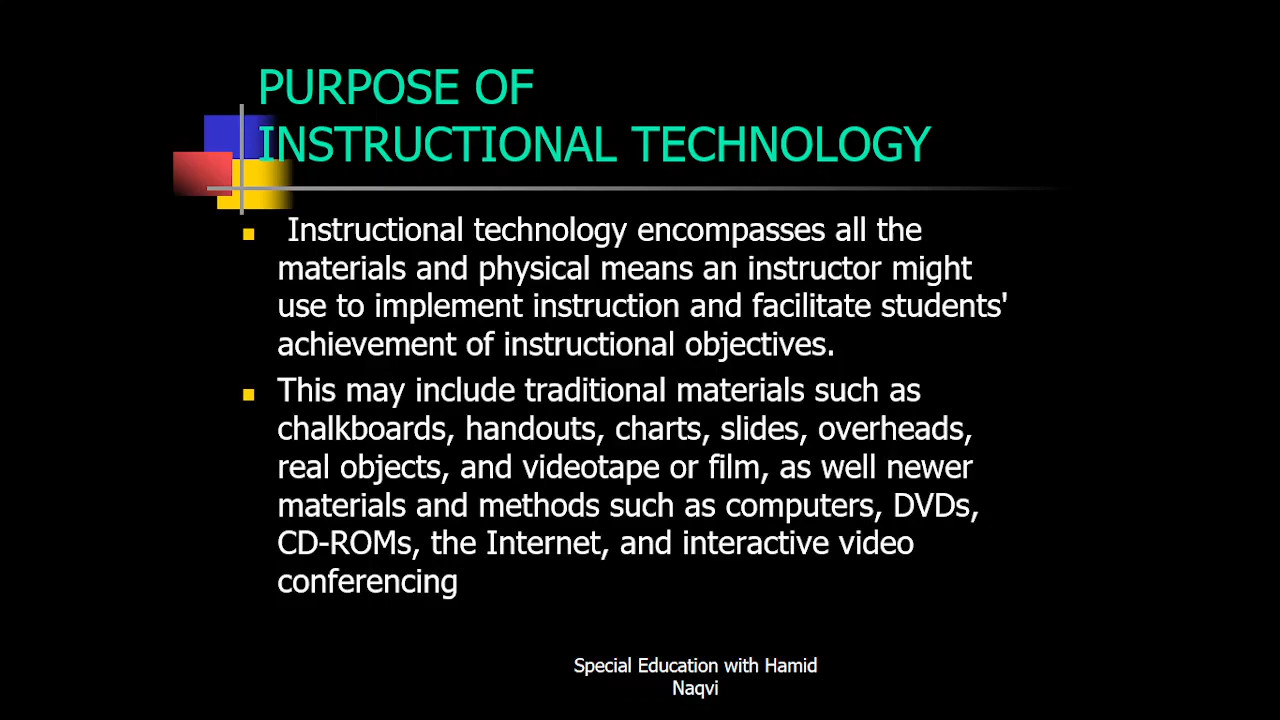 PURPOSE OF
INSTRUCTIONAL TECHNOLOGY
Instructional technology encompasses all the
materials and physical means an instructor might
use to implement instruction and facilitate students'
achievement of instructional objectives.
This may include traditional materials such as
chalkboards, handouts, charts, slides, overheads,
real objects, and videotape or film, as well newer
materials and methods such as computers, DVDs,
CD-ROMs, the Internet, and interactive video
conferencing
Special Education with Hamid
Naqvi